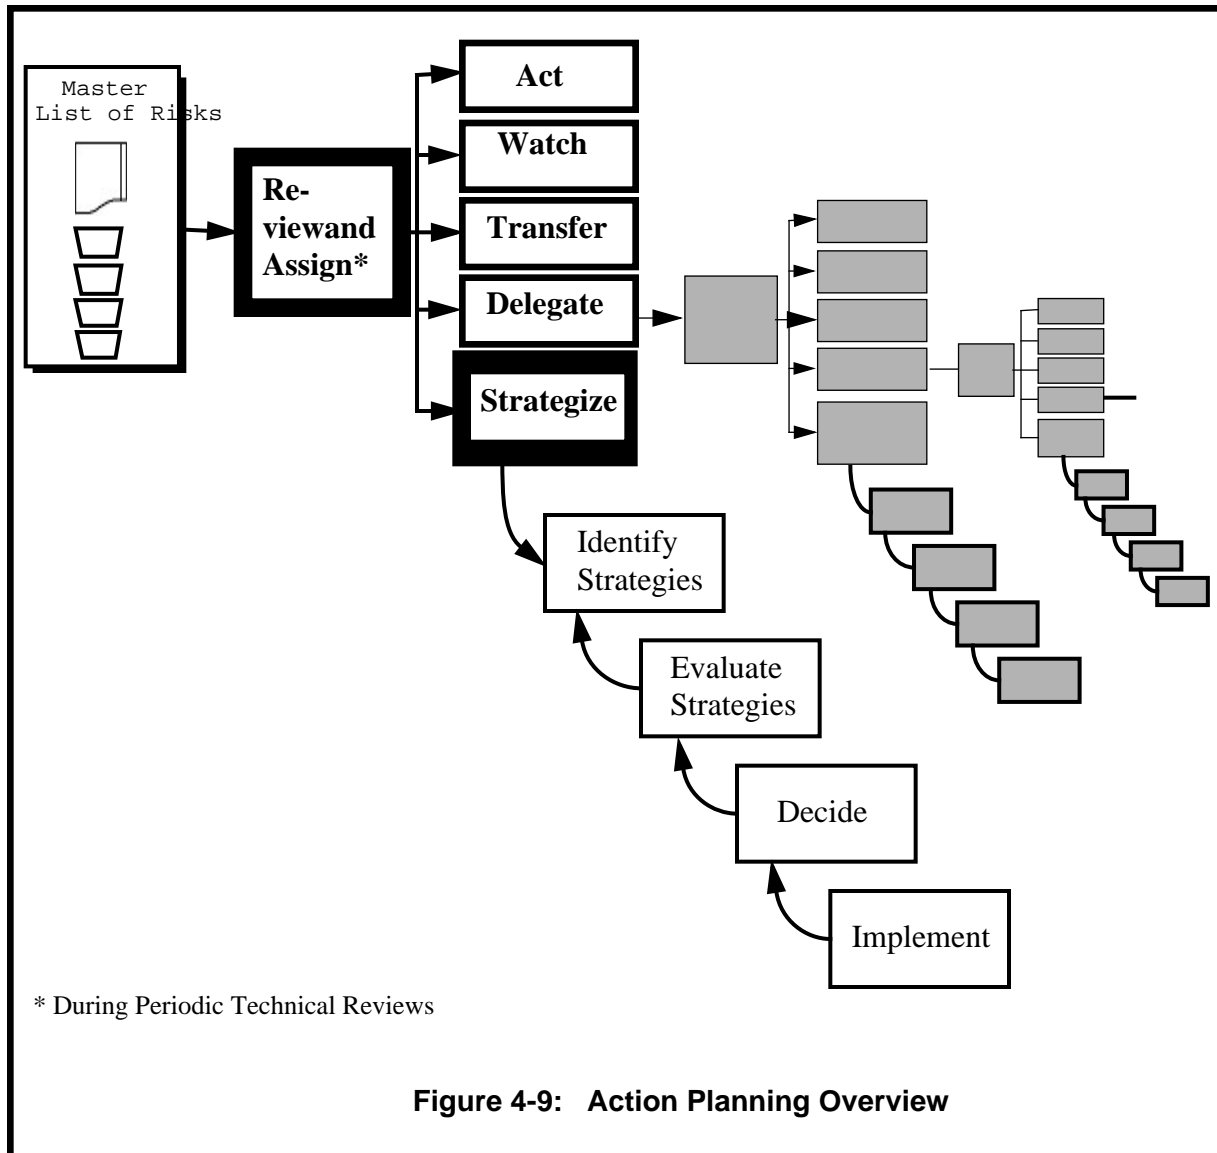 Master
List of Risks
Re-
viewand
Assign*
Act
Watch
Transfer
Delegate
Strategize
Identify
Strategies
Evaluate
Strategies
Decide
Implement
* During Periodic Technical Reviews
Figure 4-9: Action Planning Overview